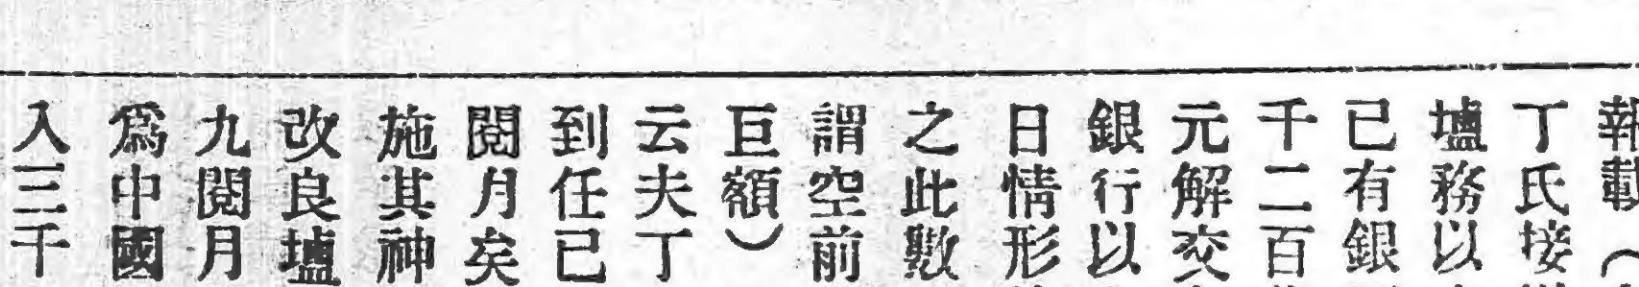 報載（
丁氏接
壚務以
已有銀
千二百
元解交
銀行以
日情形
之此數
謂空前
巨額）
云夫丁
到任已
閱月矣
施其神
改良壚
九閱月
爲中國
入三千